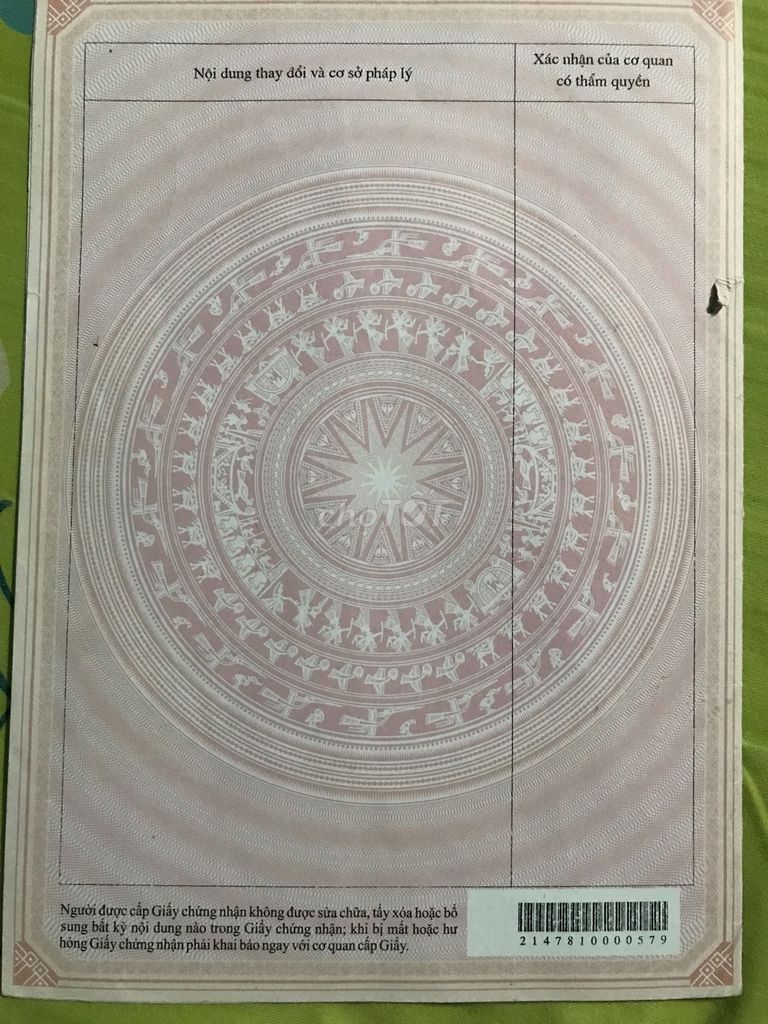 Nội dung thay đổi và cơ sở pháp lý
Xác nhận của cơ quan
có thẩm quyền
choTỐT
Người được cấp Giấy chứng nhận không được sửa chữa, tẩy xóa hoặc bổ
sung bất kỳ nội dung nào trong Giấy chứng nhận; khi bị mất hoặc hư
hỏng Giấy chứng nhận phải khai báo ngay với cơ quan cấp Giấy.
2147810000579